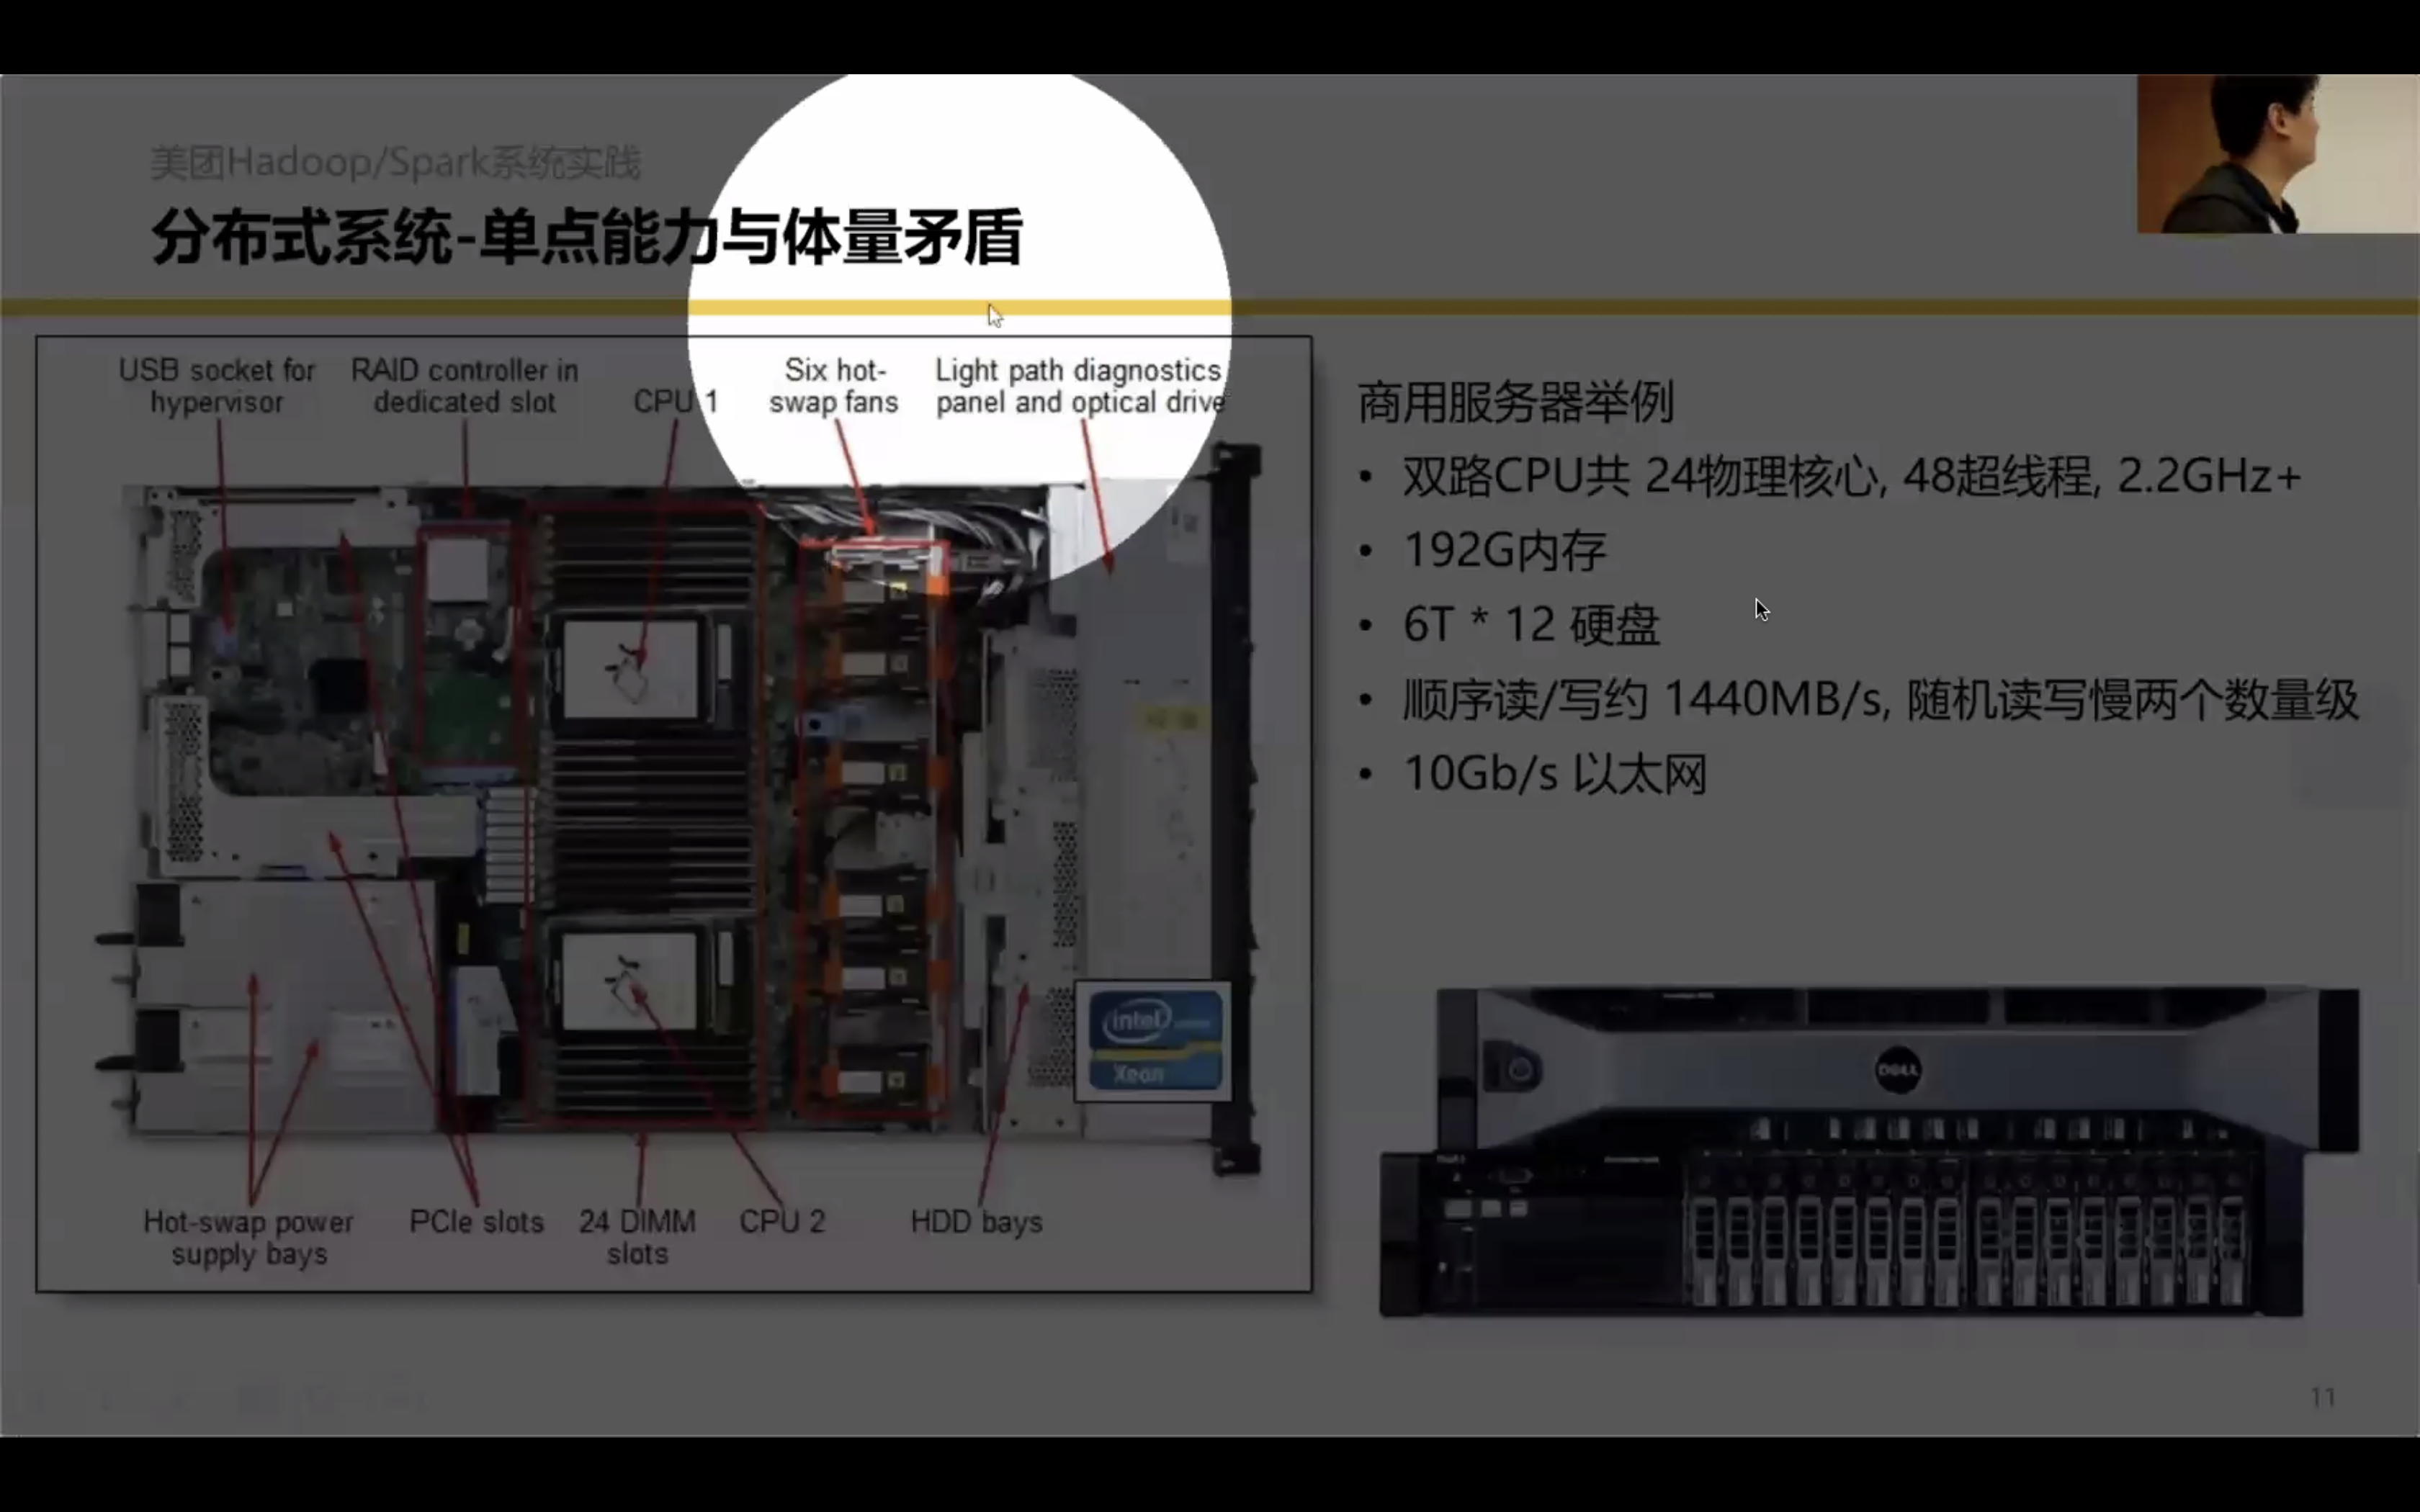 美团Hadoop/Spark系统实践
分布式系统-单点能力与体量矛盾
USB socket for
hypervisor
RAID controller in
dedicated slot
CPU 1
Six hot-
swap fans
Light path diagnostics
panel and optical drive
Hot-swap power
supply bays
PCIe slots
24 DIMM
slots
CPU 2
HDD bays
intel
Xeon
商用服务器举例
• 双路CPU共 24物理核心, 48超线程, 2.2GHz+
• 192G内存
• 6T * 12 硬盘
• 顺序读/写约 1440MB/s, 随机读写慢两个数量级
• 10Gb/s 以太网
DELL
11